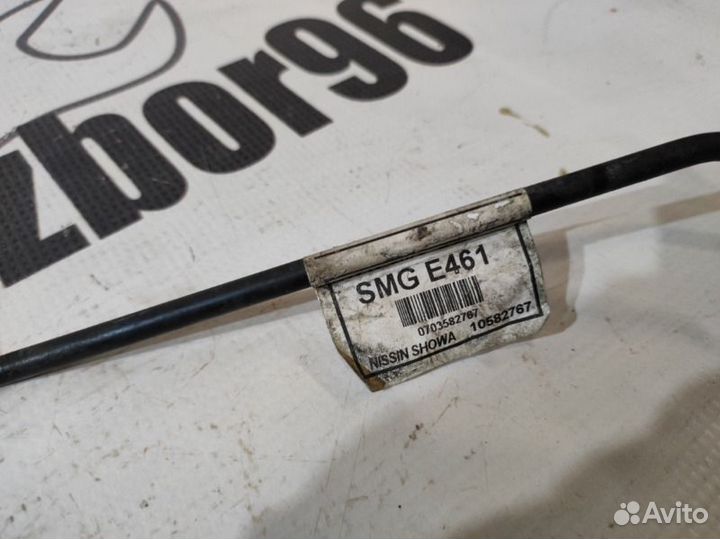 zbor96
SMG E461
0703582767
NISSIN SHOWA 10582767
Avito